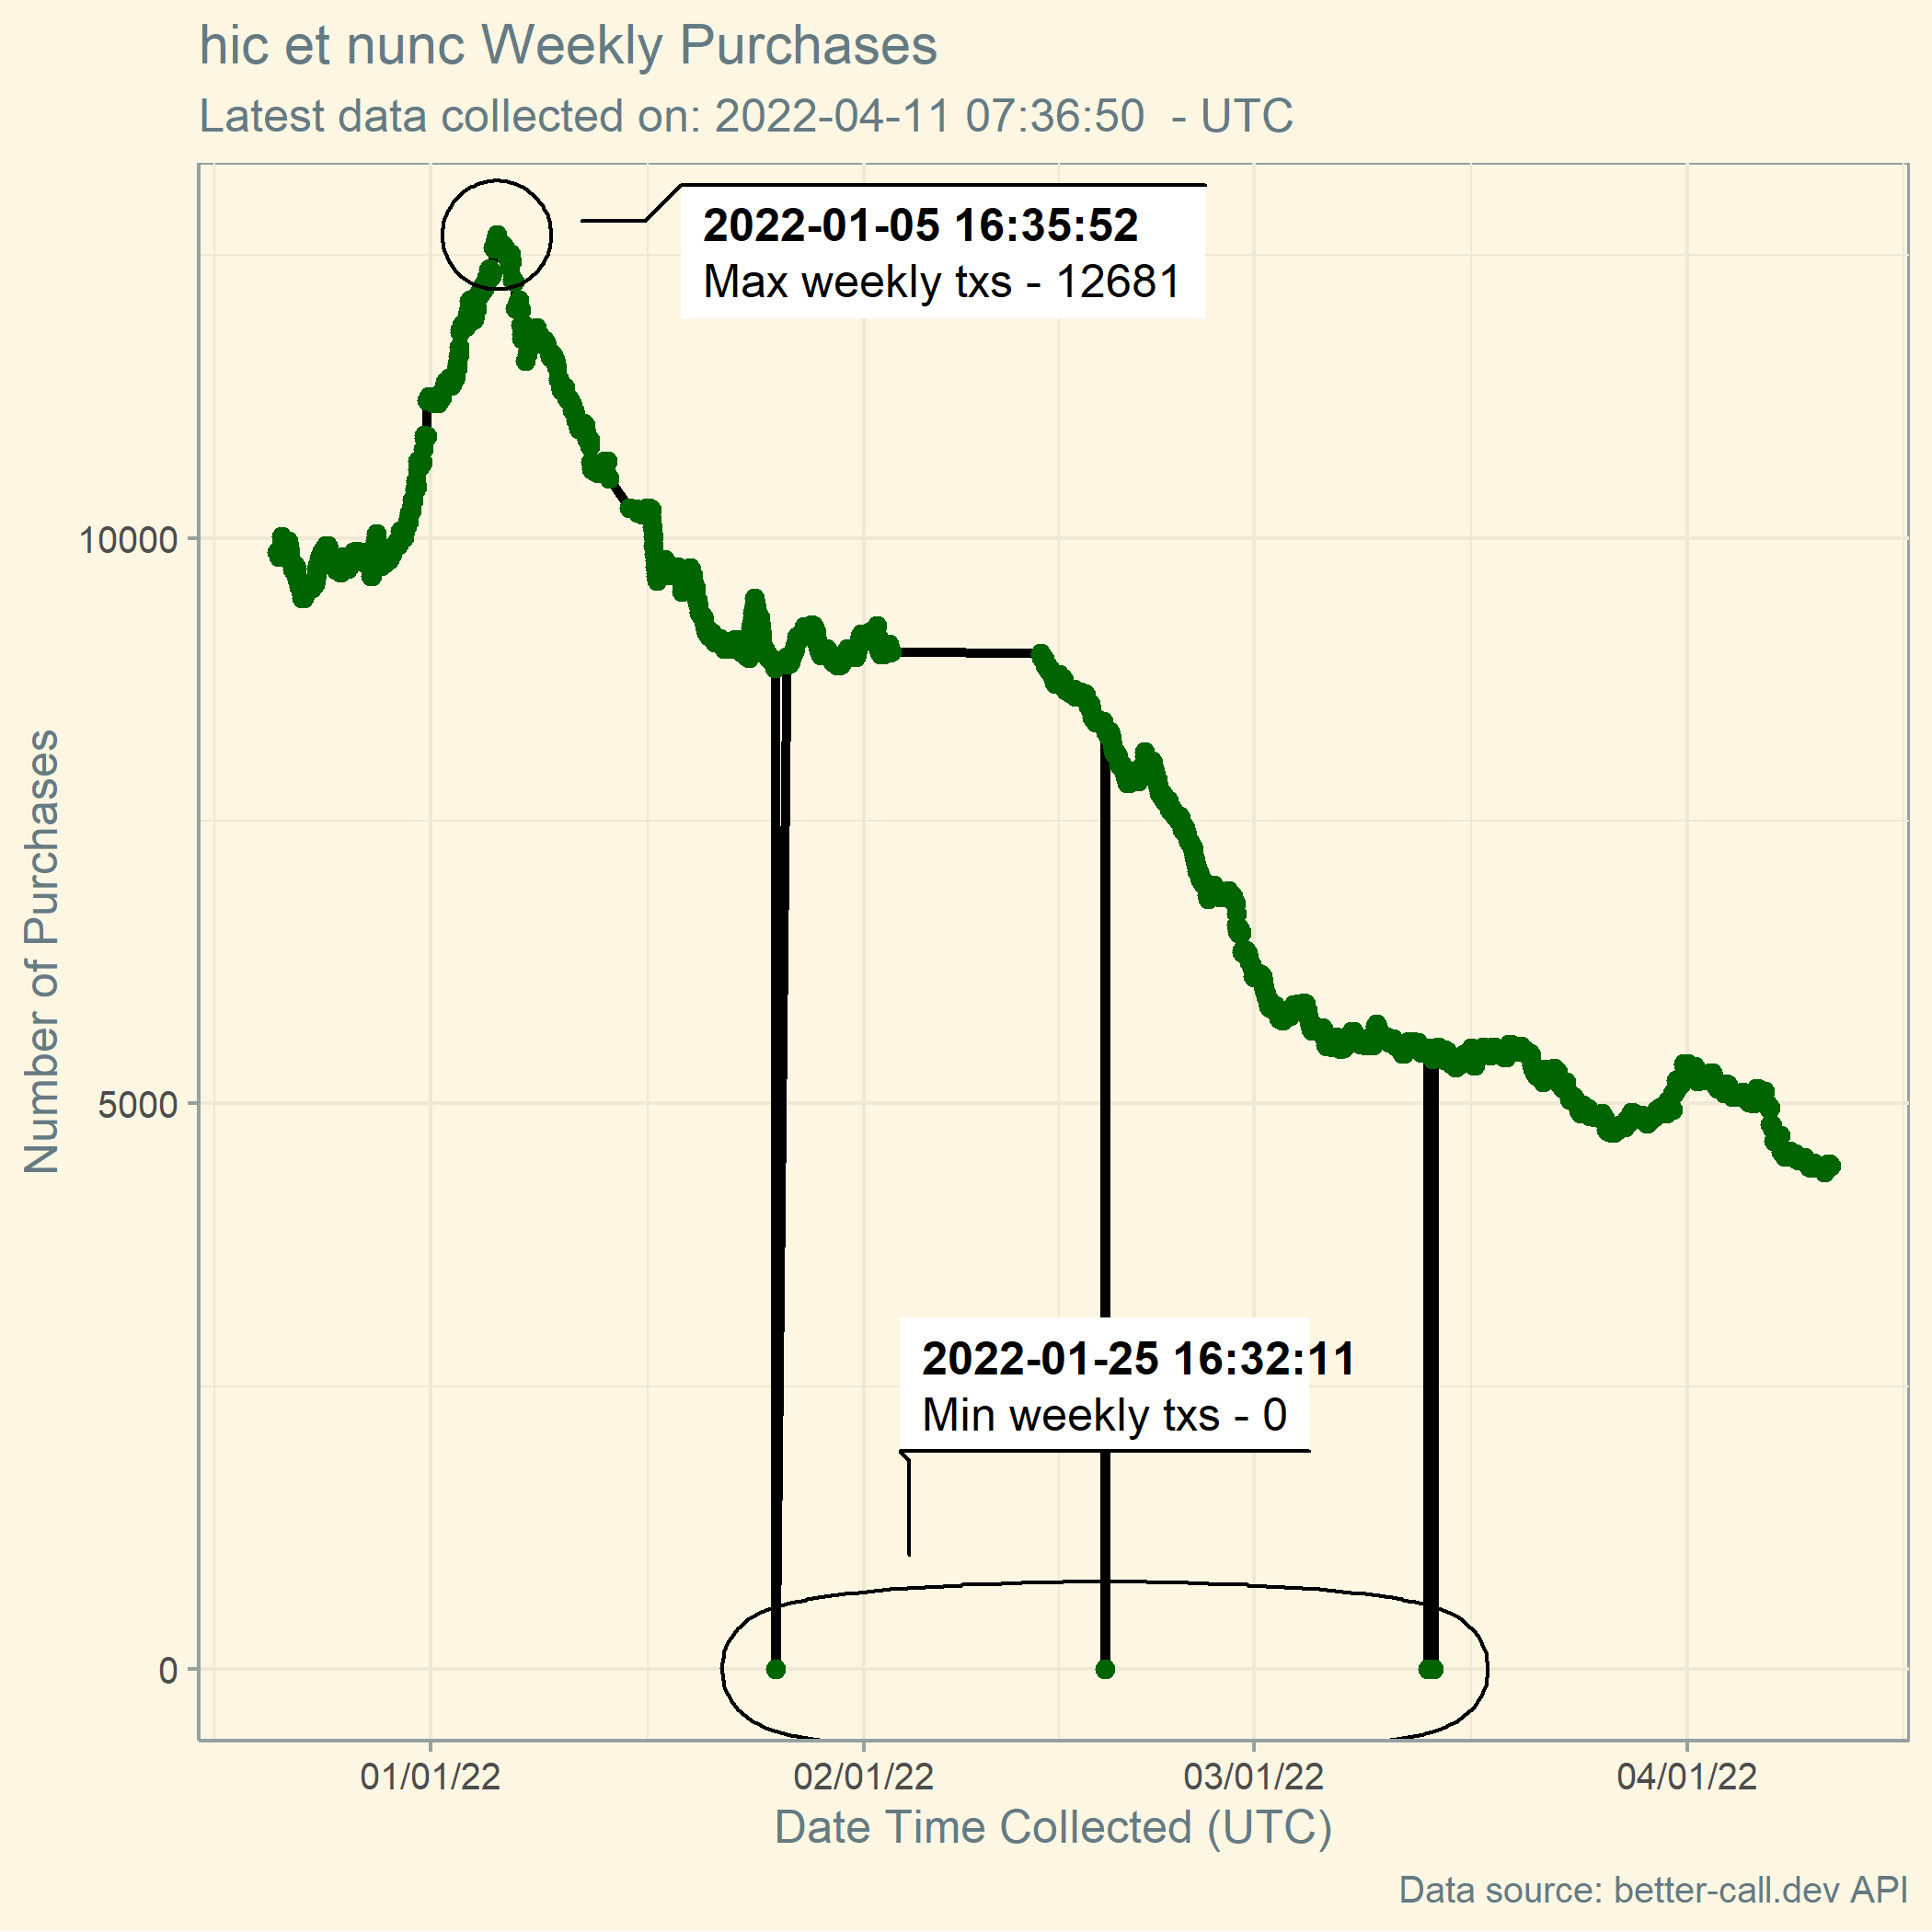 hic et nunc Weekly Purchases
Latest data collected on: 2022-04-11 07:36:50  - UTC
2022-01-05 16:35:52
Max weekly txs - 12681
10000
5000
0
Number of Purchases
2022-01-25 16:32:11
Min weekly txs - 0
01/01/22
02/01/22
03/01/22
04/01/22
Date Time Collected (UTC)
Data source: better-call.dev API